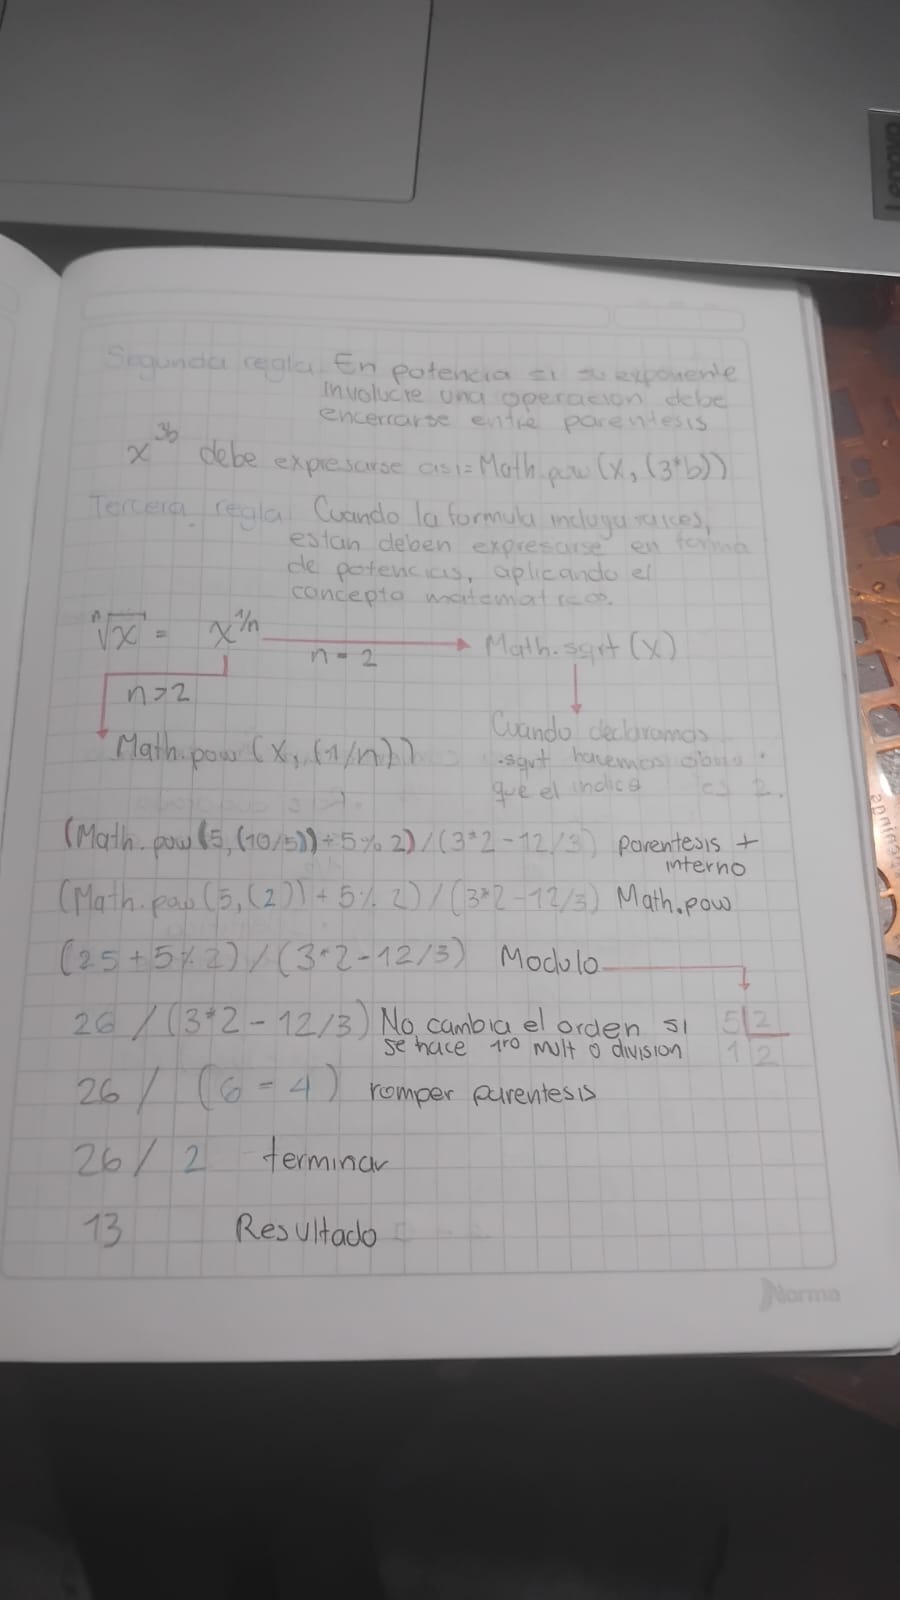 Lenovo
Segunda regla. En potencia si su exponente
involucre una operacion debe
encerrarse entre parentesis
x^3b debe expresarse asi= Math.pow (x, (3*b))
Tercera regla. Cuando la formula incluya raices,
estan deben expresarse en forma
de potencias, aplicando el
concepto matematico.
ⁿ√x = x^1/n n = 2 Math.sqrt (x)
n>2
Math.pow (x, (1/n))
Cuando declaramos
.sqrt hacemos obvio
que el indice es 2.
(Math.pow(5, (10/5)) + 5 % 2) / (3*2 - 12/3) parentesis +
interno
(Math.pow (5, (2)) + 5 % 2) / (3*2 - 12/3) Math.pow
(25 + 5 % 2) / (3*2 - 12/3) Modulo
26 / (3*2 - 12/3) No cambia el orden si
se hace 1ro mult o division
5 2
1 2
26 / (6 - 4) romper parentesis
26 / 2 terminar
13 Resultado
Norma